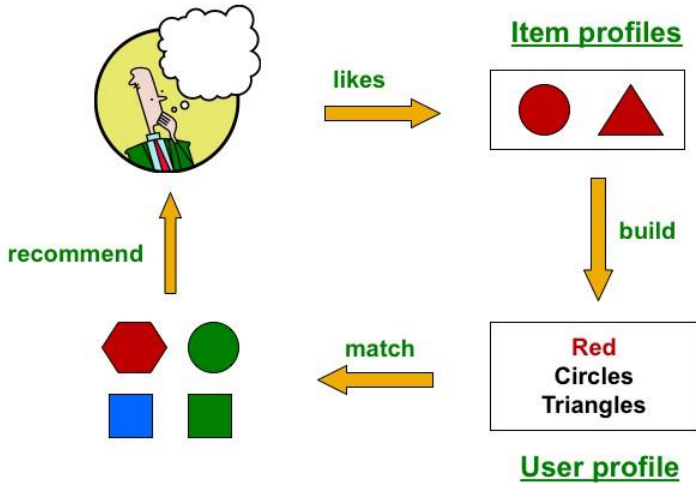 Item profiles
likes
build
recommend
match
Red
Circles
Triangles
User profile